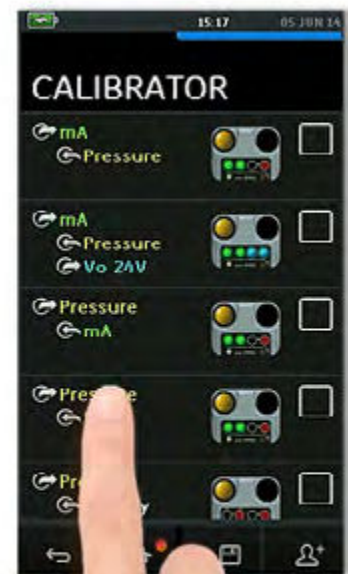 15:17 05 JUN 14
CALIBRATOR
mA
Pressure
mA
Pressure
Vo 24V
Pressure
mA